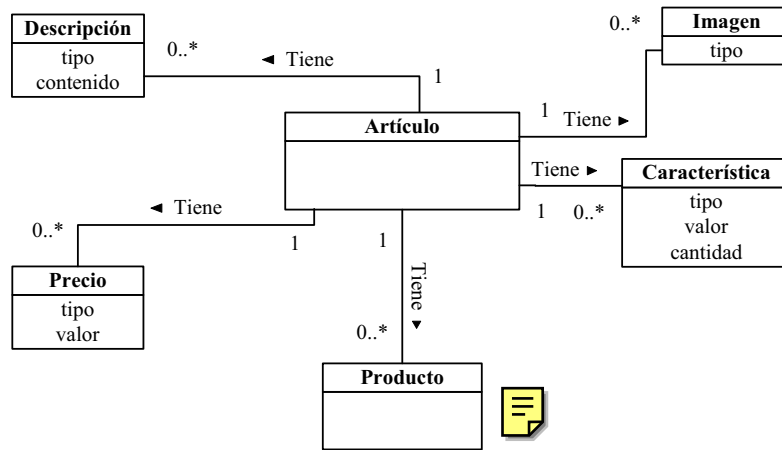 Descripción
tipo
contenido
0..*
◄ Tiene
1
Imagen
tipo
0..*
1
Tiene ►
Artículo
Tiene ►
1
0..*
Característica
tipo
valor
cantidad
◄ Tiene
0..*
1
Precio
tipo
valor
1
Tiene ►
0..*
Producto